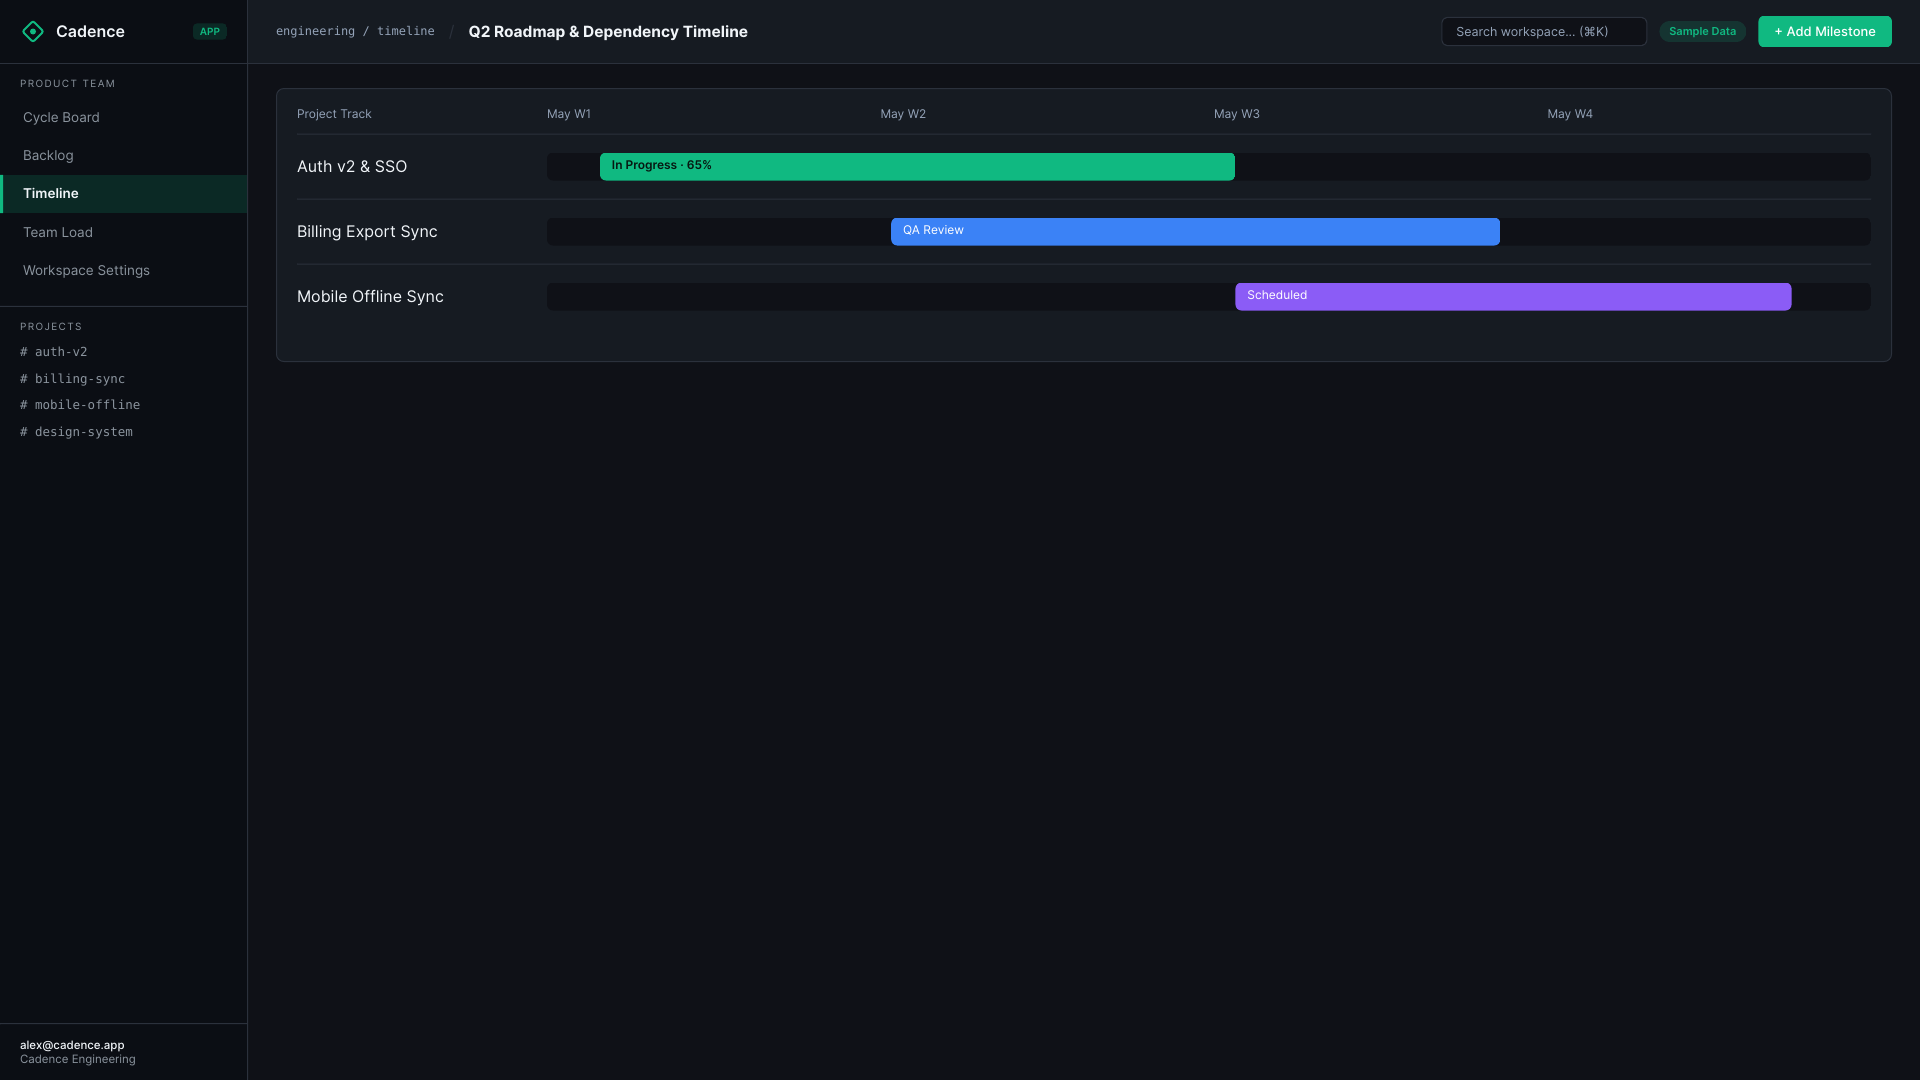 Cadence
APP
PRODUCT TEAM
Cycle Board
Backlog
Timeline
Team Load
Workspace Settings
PROJECTS
# auth-v2
# billing-sync
# mobile-offline
# design-system
alex@cadence.app
Cadence Engineering
engineering / timeline / Q2 Roadmap & Dependency Timeline
Search workspace... (⌘K)
Sample Data
+ Add Milestone
Project Track May W1 May W2 May W3 May W4
Auth v2 & SSO In Progress · 65%
Billing Export Sync QA Review
Mobile Offline Sync Scheduled